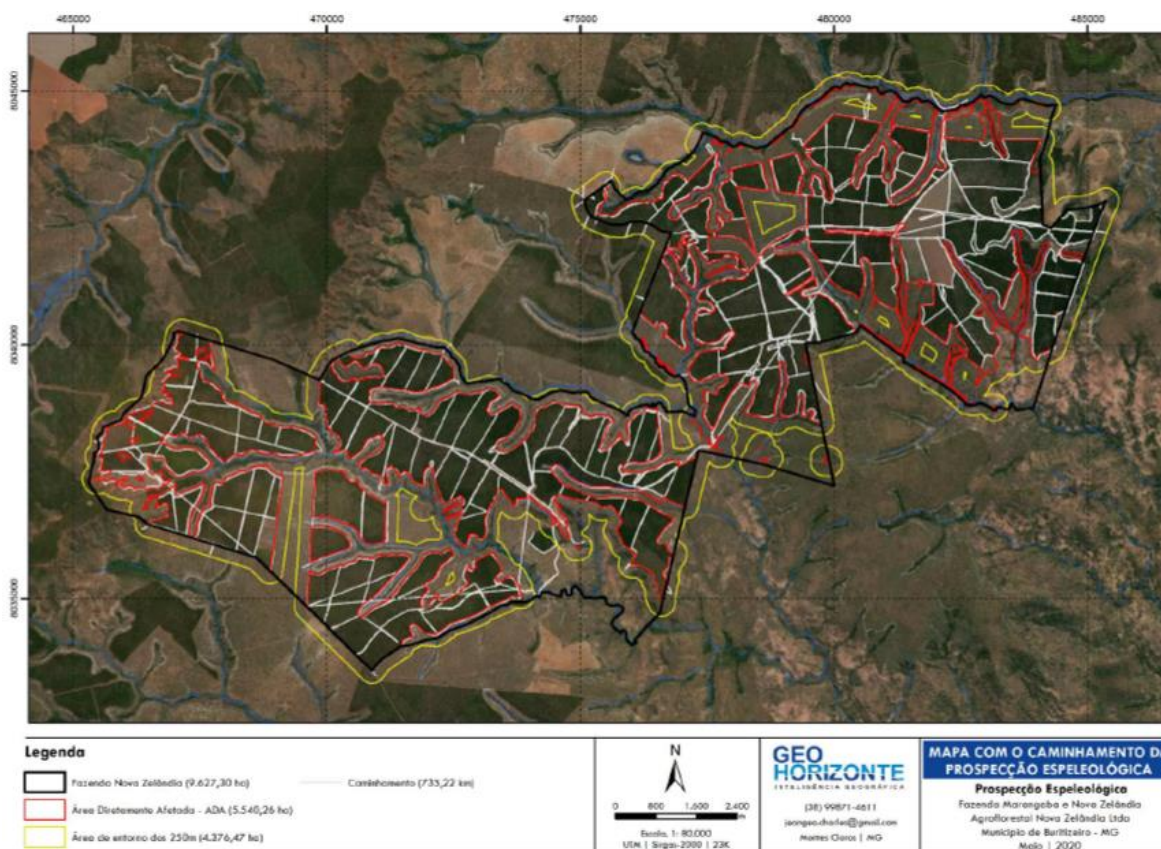 465000 470000 475000 480000 485000
8045000
8040000
8035000
Legenda
Fazenda Nova Zelândia (9.627,30 ha)
Caminhamento (735,22 km)
Área Diretamente Afetada - ADA (5.540,26 ha)
Área de entorno dos 250m (4.376,47 ha)
N
0 800 1.600 2.400
m
Escala, 1: 80.000
UTM | Sirgas-2000 | 23K
GEO
HORIZONTE
INTELIGÊNCIA GEOGRÁFICA
(38) 99871-4611
jaongeo.charles@gmail.com
Montes Claros | MG
MAPA COM O CAMINHAMENTO DA
PROSPECÇÃO ESPELEOLÓGICA
Prospecção Espeleológica
Fazenda Marangaba e Nova Zelândia
Agroflorestal Nova Zelândia Ltda
Município de Buritizeiro - MG
Maio | 2020